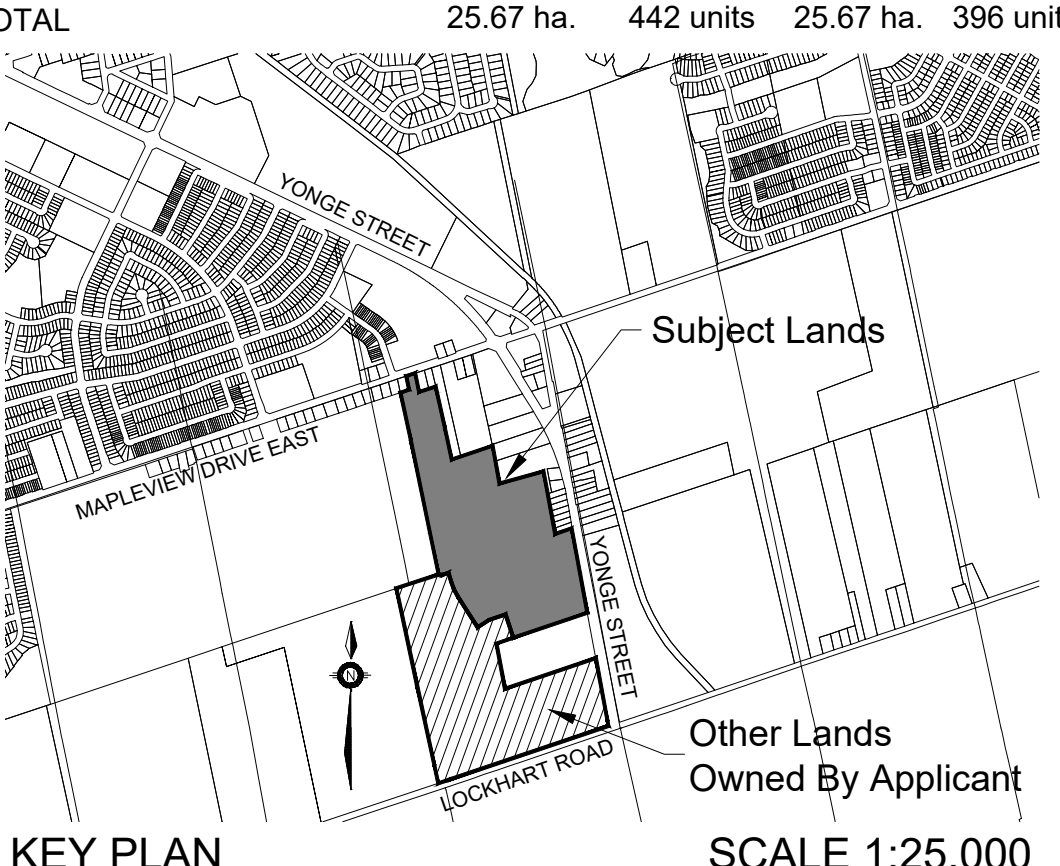 OTAL 25.67 ha. 442 units 25.67 ha. 396 unit
YONGE STREET
Subject Lands
MAPLEVIEW DRIVE EAST
YONGE STREET
N
Other Lands
Owned By Applicant
LOCKHART ROAD
KEY PLAN SCALE 1:25,000